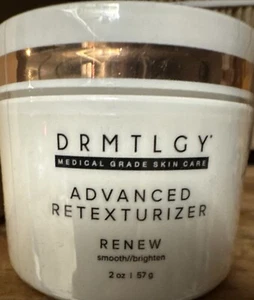 DRMTLGY®
MEDICAL GRADE SKIN CARE
ADVANCED
RETEXTURIZER
RENEW
smooth//brighten
2 oz | 57 g